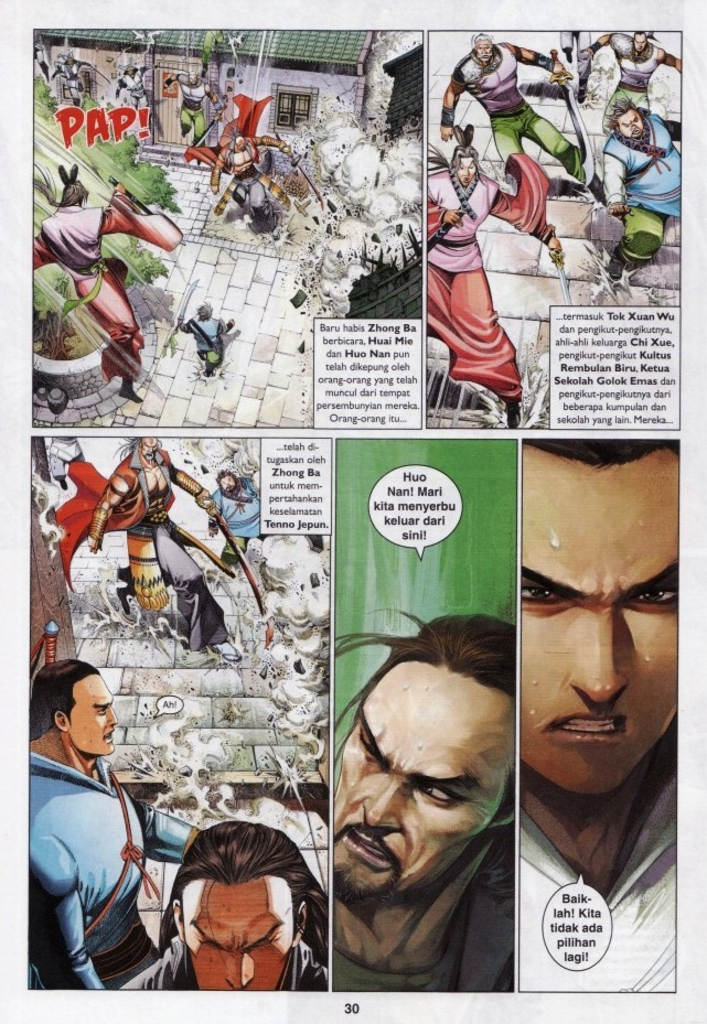 PAP!
Baru habis Zhong Ba
berbicara, Huai Mie
dan Huo Nan pun
telah dikepung oleh
orang-orang yang telah
muncul dari tempat
persembunyian mereka.
Orang-orang itu...
...termasuk Tok Xuan Wu
dan pengikut-pengikutnya,
ahli-ahli keluarga Chi Xue,
pengikut-pengikut Kultus
Rembulan Biru, Ketua
Sekolah Golok Emas dan
pengikut-pengikutnya dari
beberapa kumpulan dan
sekolah yang lain. Mereka...
...telah di-
tugaskan oleh
Zhong Ba
untuk mem-
pertahankan
keselamatan
Tenno Jepun.
Ah!
Huo
Nan! Mari
kita menyerbu
keluar dari
sini!
Baik-
lah! Kita
tidak ada
pilihan
lagi!
30